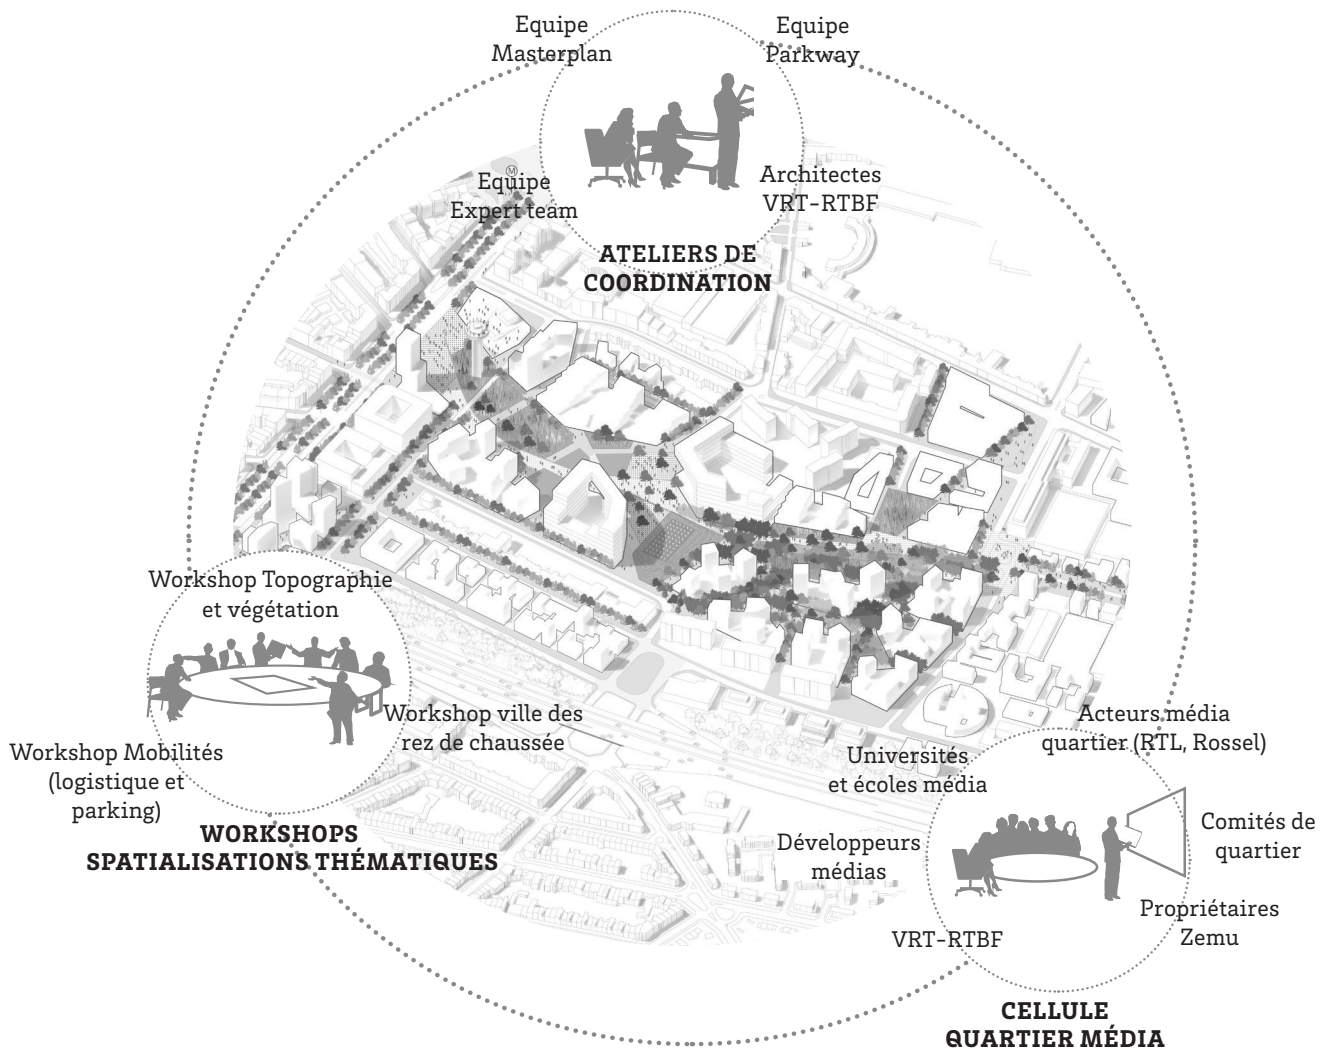 Equipe
Masterplan
Equipe
Parkway
M
Equipe
Expert team
Architectes
VRT-RTBF
ATELIERS DE
COORDINATION
Workshop Topographie
et végétation
Workshop ville des
rez de chaussée
Workshop Mobilités
(logistique et
parking)
WORKSHOPS
SPATIALISATIONS THÉMATIQUES
Acteurs média
quartier (RTL, Rossel)
Universités
et écoles média
Comités de
quartier
Développeurs
médias
Propriétaires
Zemu
VRT-RTBF
CELLULE
QUARTIER MÉDIA